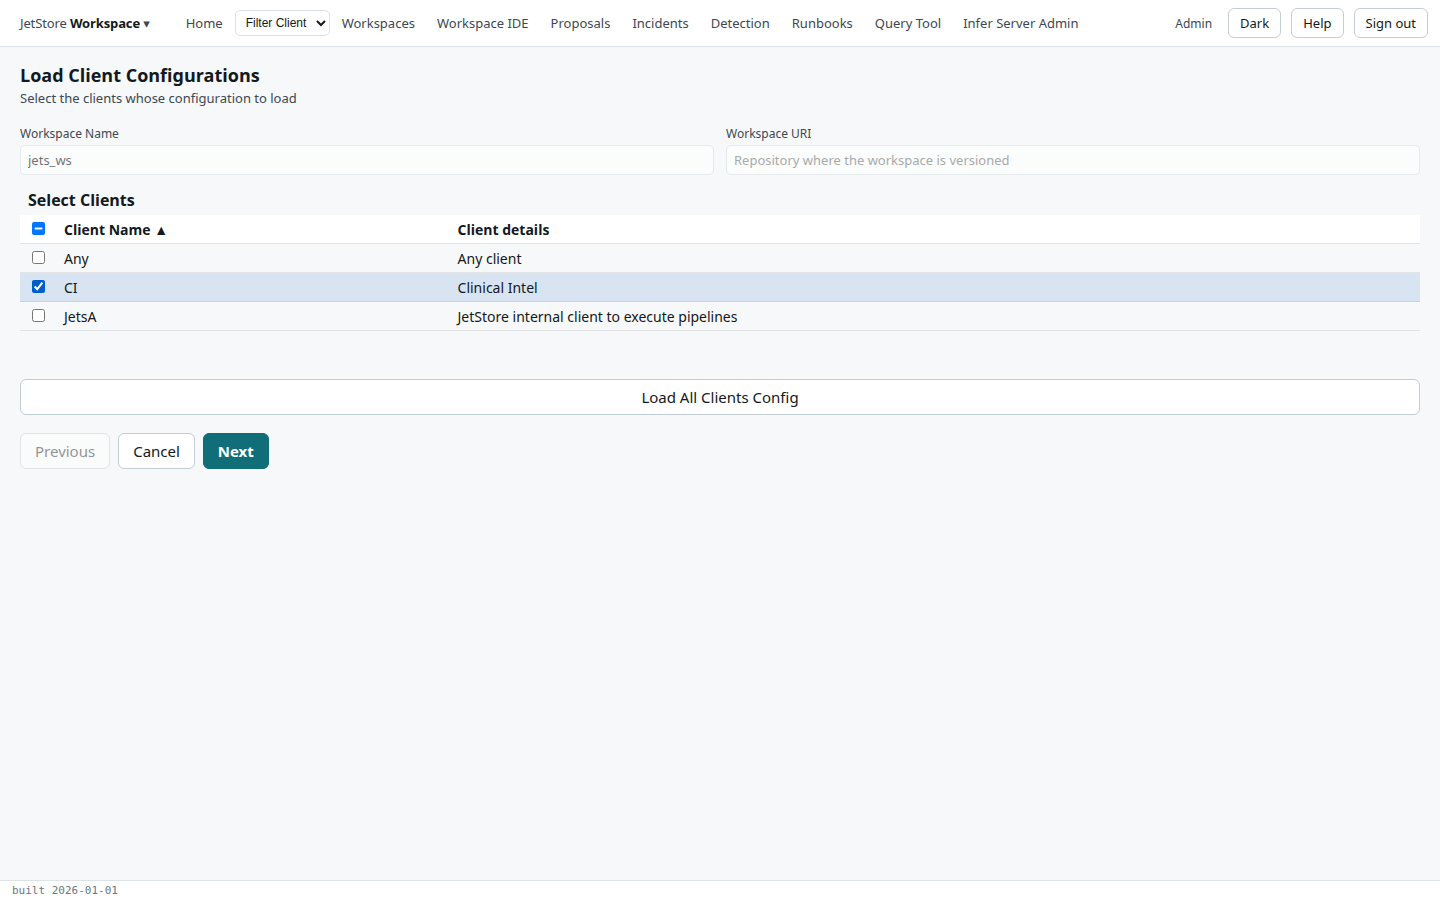 JetStore Workspace ▾ Home Filter Client Workspaces Workspace IDE Proposals Incidents Detection Runbooks Query Tool Infer Server Admin Admin Dark Help Sign out
Load Client Configurations
Select the clients whose configuration to load
Workspace Name Workspace URI
jets_ws Repository where the workspace is versioned
Select Clients
Client Name ▲ Client details
Any Any client
CI Clinical Intel
JetsA JetStore internal client to execute pipelines
Load All Clients Config
Previous Cancel Next
built 2026-01-01